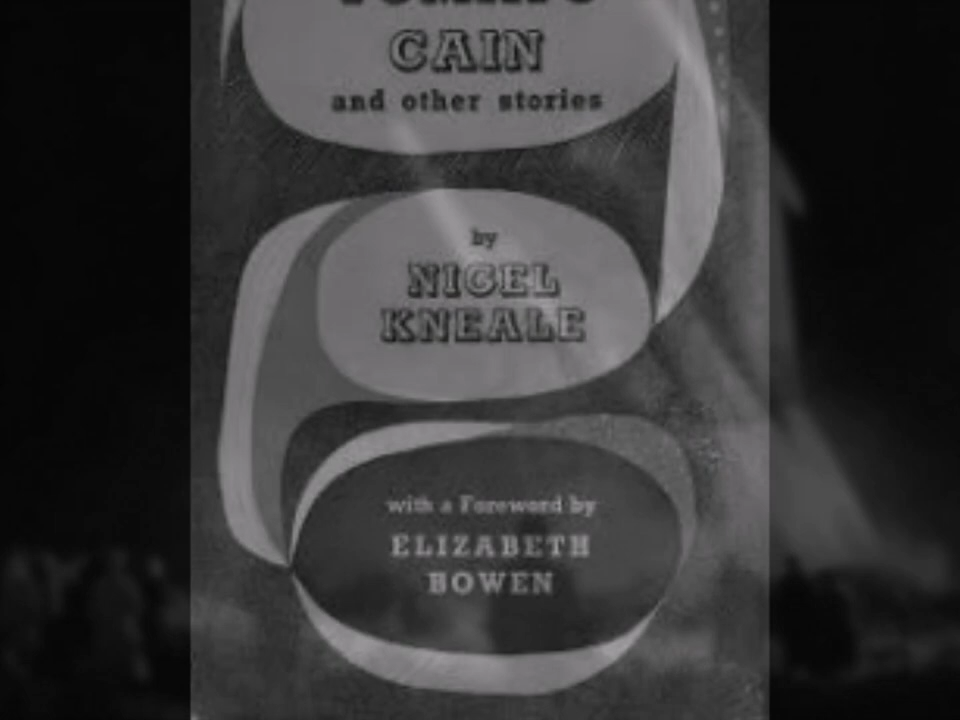 CAIN
and other stories
by
NIGEL
KNEALE
with a Foreword by
ELIZABETH
BOWEN